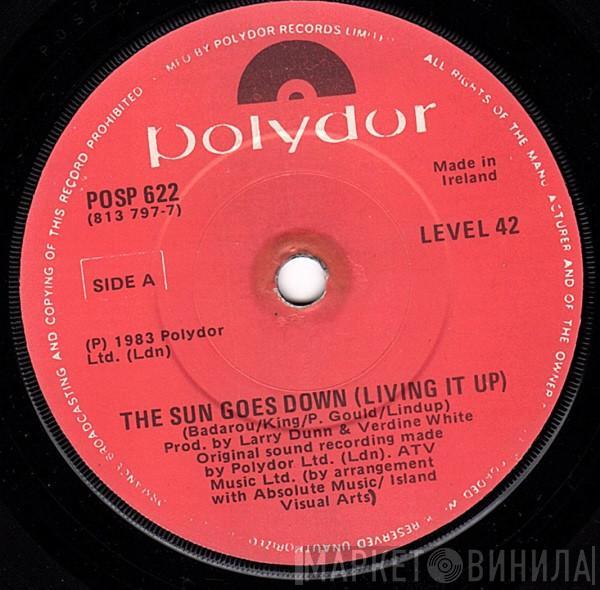 MFD BY POLYDOR RECORDS LIMITED
ALL RIGHTS OF THE MANUFACTURER AND OF THE OWNER
RESERVED UNAUTHORIZED
BROADCASTING AND COPYING OF THIS RECORD PROHIBITED
polydor
POSP 622
(813 797-7)
Made in
Ireland
LEVEL 42
SIDE A
(P) 1983 Polydor
Ltd. (Ldn)
THE SUN GOES DOWN (LIVING IT UP)
(Badarou/King/P. Gould/Lindup)
Prod. by Larry Dunn & Verdine White
Original sound recording made
by Polydor Ltd. (Ldn). ATV
Music Ltd. (by arrangement
with Absolute Music/ Island
Visual Arts)
МАРКЕТ ВИНИЛА